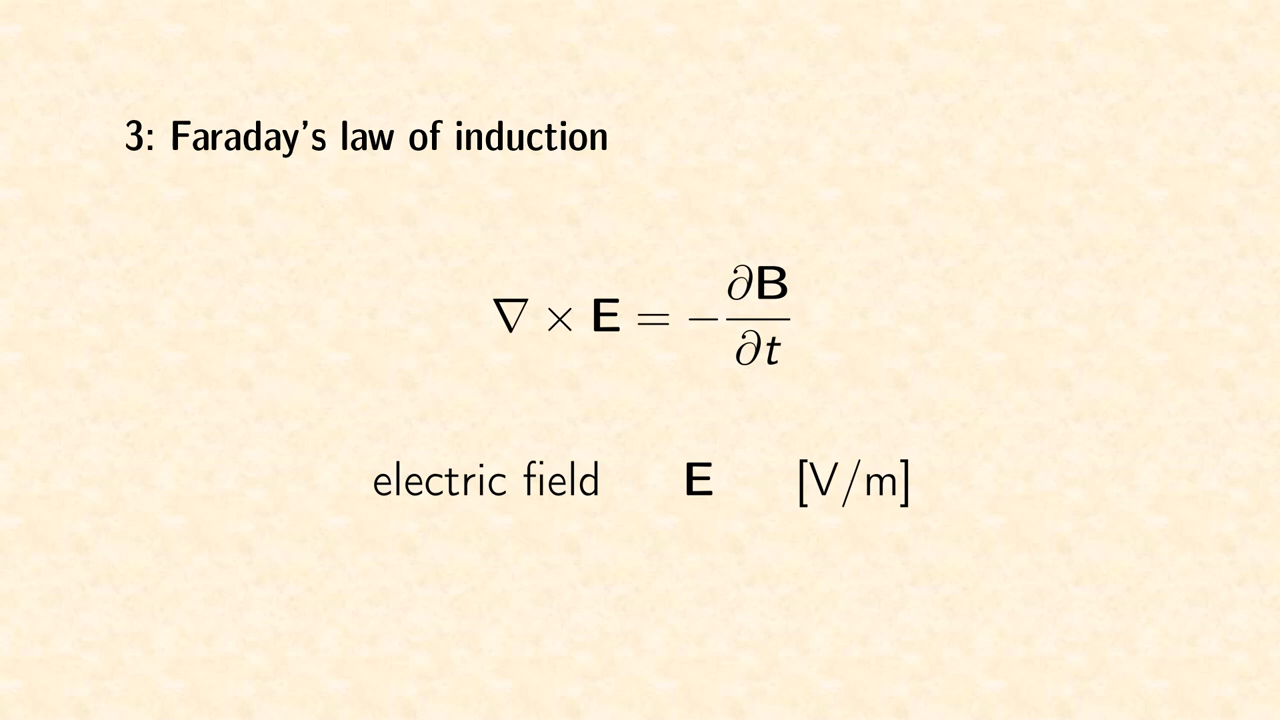 3: Faraday's law of induction
∇ × E = −∂B/∂t
electric field E [V/m]